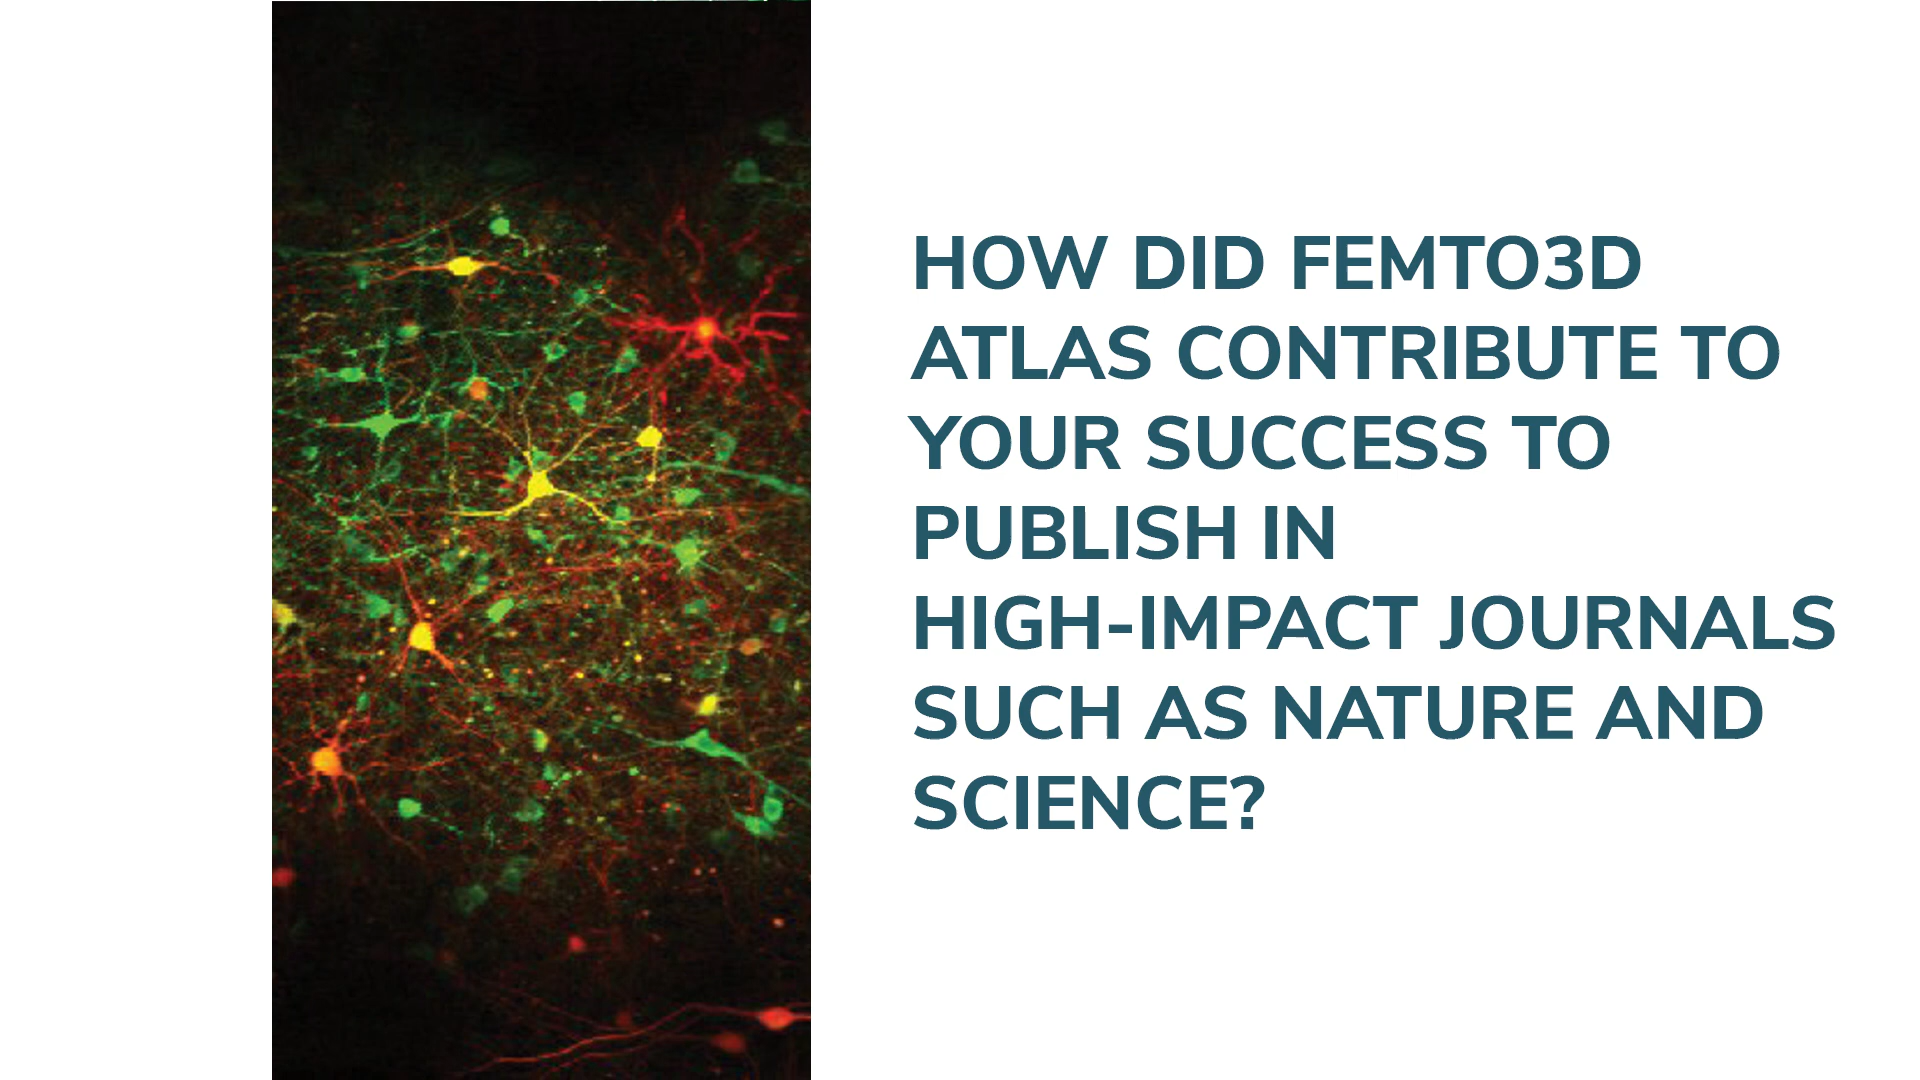 HOW DID FEMTO3D
ATLAS CONTRIBUTE TO
YOUR SUCCESS TO
PUBLISH IN
HIGH-IMPACT JOURNALS
SUCH AS NATURE AND
SCIENCE?